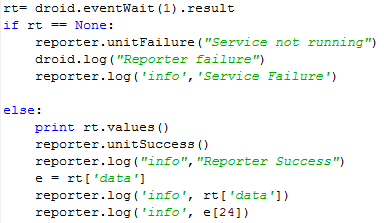 rt= droid.eventWait(1).result
if rt == None:
    reporter.unitFailure("Service not running")
    droid.log("Reporter failure")
    reporter.log('info','Service Failure')

else:
    print rt.values()
    reporter.unitSuccess()
    reporter.log("info","Reporter Success")
    e = rt['data']
    reporter.log('info', rt['data'])
    reporter.log('info', e[24])